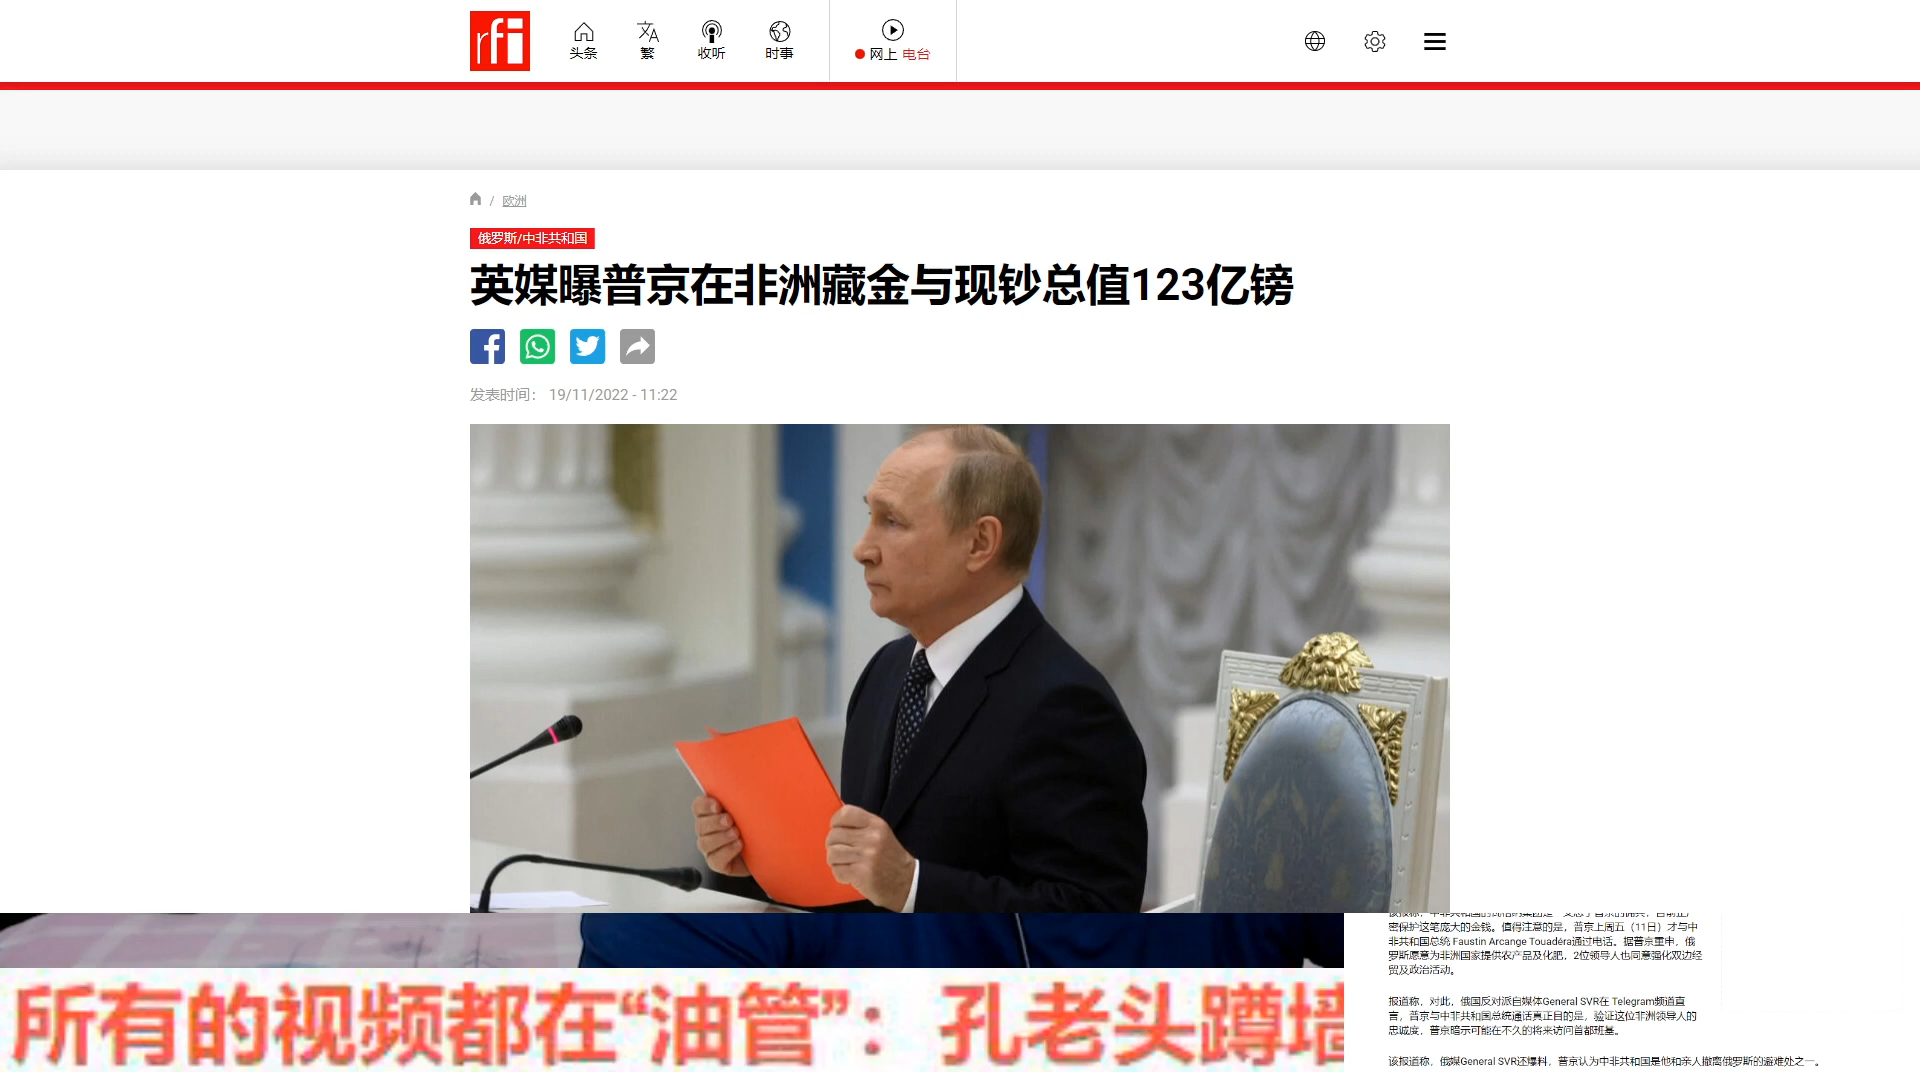 rfi
头条
繁
收听
时事
网上 电台
/ 欧洲
俄罗斯/中非共和国
英媒曝普京在非洲藏金与现钞总值123亿镑
发表时间： 19/11/2022 - 11:22
密保护这笔庞大的金钱。值得注意的是，普京上周五（11日）才与中
非共和国总统 Faustin Arcange Touadéra通过电话。据普京重申，俄
罗斯愿意为非洲国家提供农产品及化肥，2位领导人也同意强化双边经
贸及政治活动。
报道称，对此，俄国反对派自媒体General SVR在 Telegram频道直
言，普京与中非共和国总统通话真正目的是，验证这位非洲领导人的
忠诚度，普京暗示可能在不久的将来访问首都班基。
该报道称，俄媒General SVR还爆料，普京认为中非共和国是他和亲人撤离俄罗斯的避难处之一。
所有的视频都在“油管”：孔老头蹲墙